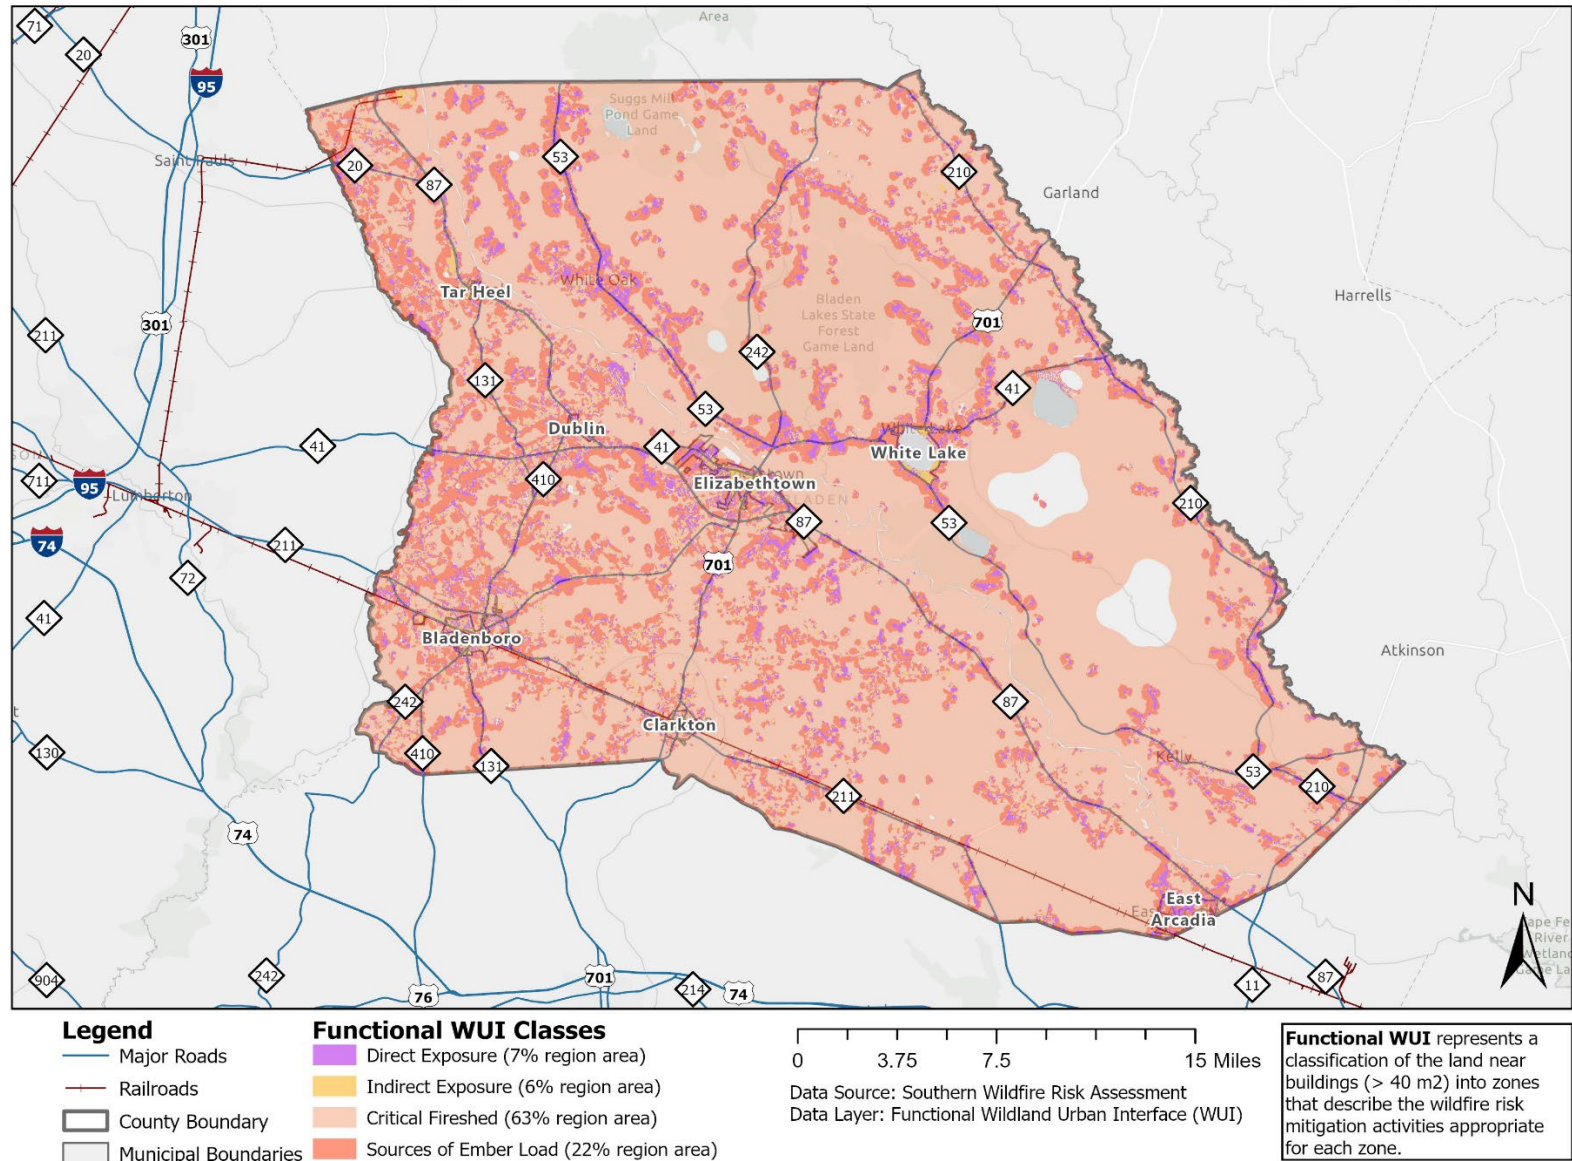 Area
71
20
301
95
Suggs Mill
Pond Game
Land
Saint Pauls
20
87
53
210
Garland
White Oak
Tar Heel
Bladen
Lakes State
Forest
Game Land
701
Harrells
301
211
242
131
41
53
Dublin
41
41
White Lake
White Lake
711
95
Lumberton
410
Elizabethtown
BLADEN
87
53
210
74
211
72
701
41
Bladenboro
Atkinson
242
Clarkton
87
130
410
131
Kelly
53
210
211
74
East
Arcadia
N
River
904
242
76
701
214
74
11
87
Legend
Major Roads
Railroads
County Boundary
Municipal Boundaries
Functional WUI Classes
Direct Exposure (7% region area)
Indirect Exposure (6% region area)
Critical Fireshed (63% region area)
Sources of Ember Load (22% region area)
0 3.75 7.5 15 Miles
Data Source: Southern Wildfire Risk Assessment
Data Layer: Functional Wildland Urban Interface (WUI)
Functional WUI represents a
classification of the land near
buildings (> 40 m2) into zones
that describe the wildfire risk
mitigation activities appropriate
for each zone.